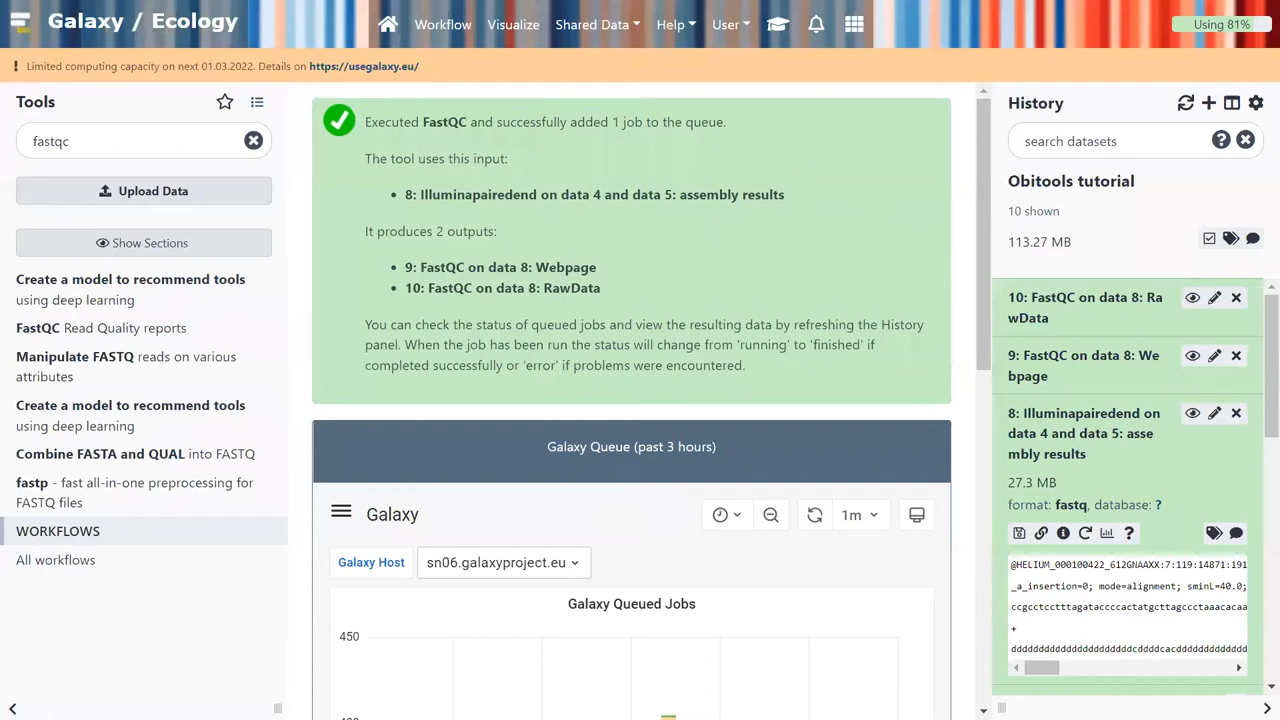 Galaxy / Ecology
Workflow
Visualize
Shared Data
Help
User
Using 81%
Limited computing capacity on next 01.03.2022. Details on https://usegalaxy.eu/
Tools
fastqc
Upload Data
Show Sections
Create a model to recommend tools
using deep learning
FastQC Read Quality reports
Manipulate FASTQ reads on various
attributes
Create a model to recommend tools
using deep learning
Combine FASTA and QUAL into FASTQ
fastp - fast all-in-one preprocessing for
FASTQ files
WORKFLOWS
All workflows
Executed FastQC and successfully added 1 job to the queue.
The tool uses this input:
• 8: Illuminapairedend on data 4 and data 5: assembly results
It produces 2 outputs:
• 9: FastQC on data 8: Webpage
• 10: FastQC on data 8: RawData
You can check the status of queued jobs and view the resulting data by refreshing the History
panel. When the job has been run the status will change from 'running' to 'finished' if
completed successfully or 'error' if problems were encountered.
Galaxy Queue (past 3 hours)
Galaxy
1m
Galaxy Host
sn06.galaxyproject.eu
Galaxy Queued Jobs
450
History
search datasets
Obitools tutorial
10 shown
113.27 MB
10: FastQC on data 8: Ra
wData
9: FastQC on data 8: We
bpage
8: Illuminapairedend on
data 4 and data 5: asse
mbly results
27.3 MB
format: fastq, database: ?
@HELIUM_000100422_612GNAAXX:7:119:14871:191
_a_insertion=0; mode=alignment; sminL=40.0;
ccgcctcctttagataccccactatgcttagccctaaacacaa
+
ddddddddddddddddddddddcddddcacdddddddddddddd